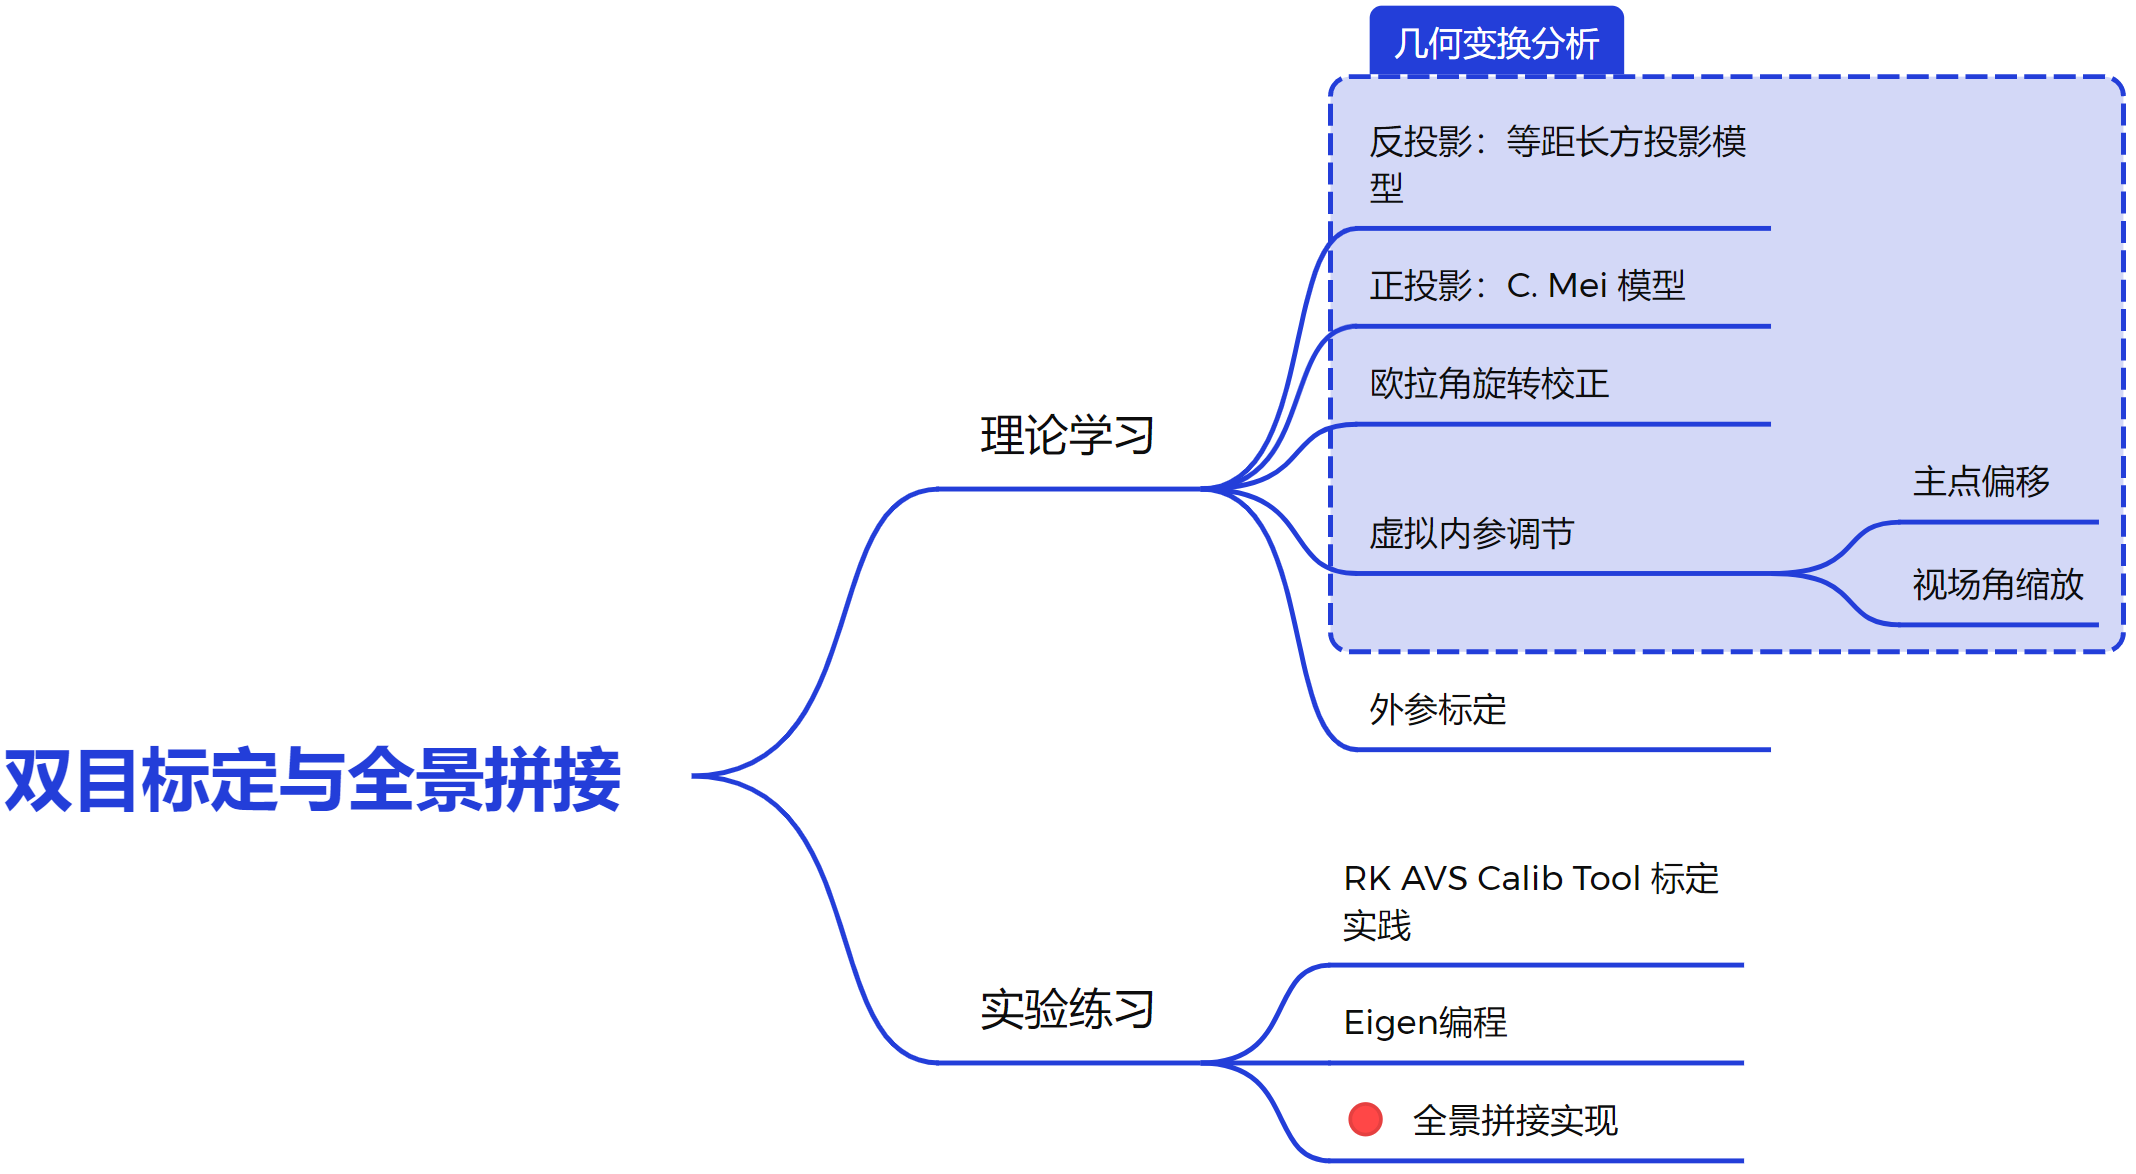 几何变换分析
反投影：等距长方投影模
型
正投影：C. Mei 模型
欧拉角旋转校正
虚拟内参调节
主点偏移
视场角缩放
外参标定
理论学习
双目标定与全景拼接
实验练习
RK AVS Calib Tool 标定
实践
Eigen编程
全景拼接实现